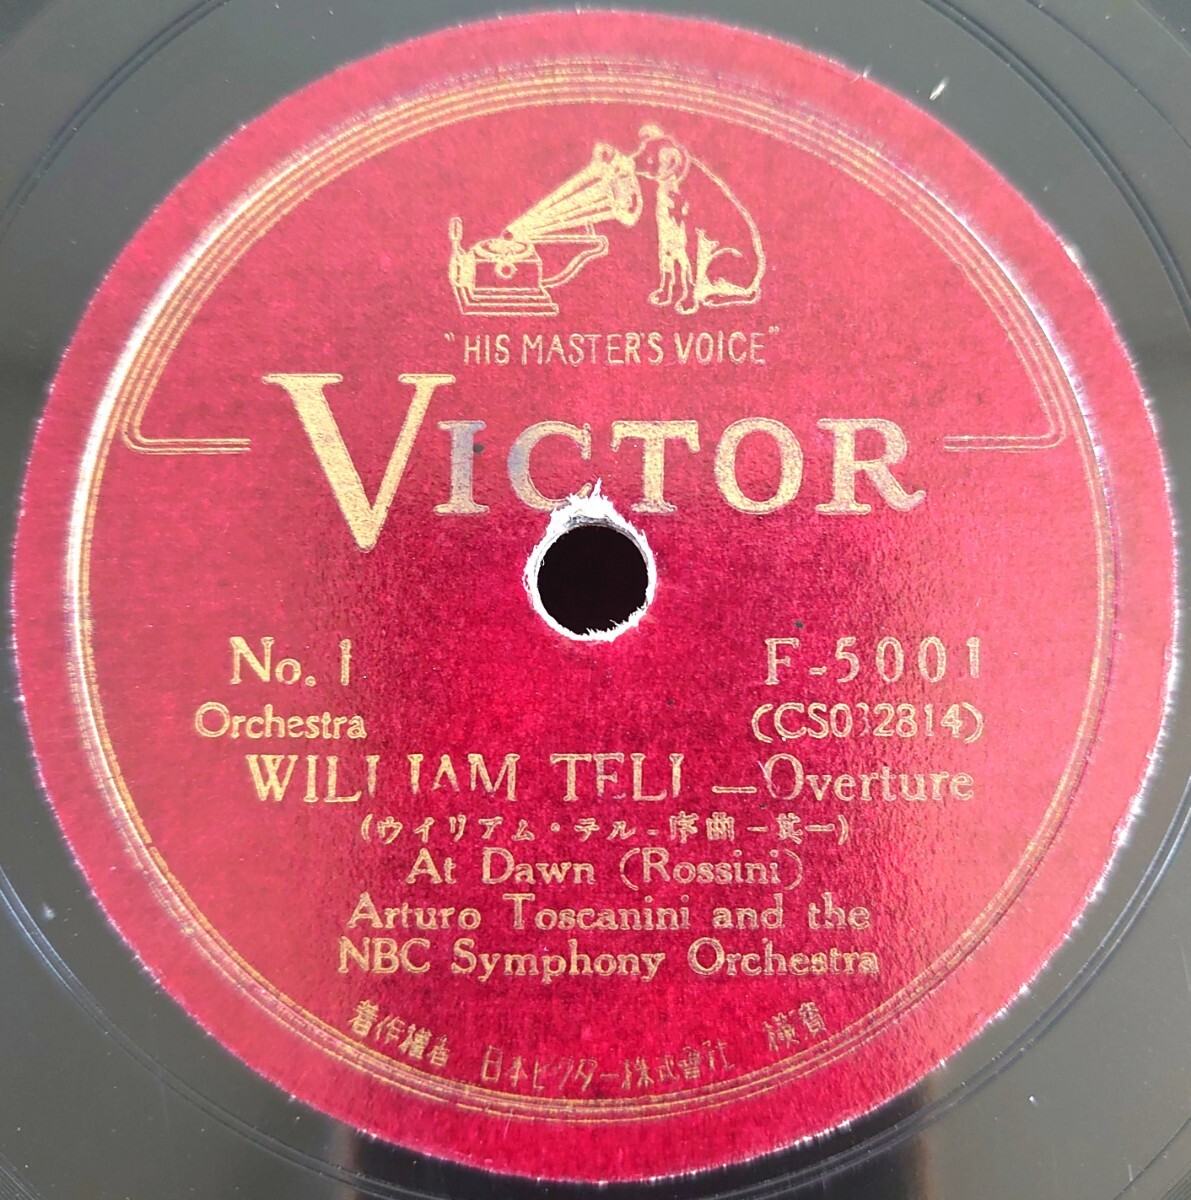 "HIS MASTER'S VOICE"
VICTOR
No. 1
F-5001
Orchestra
(CS032814)
WILLIAM TELL — Overture
(ウイリアム・テル-序曲-其一)
At Dawn (Rossini)
Arturo Toscanini and the
NBC Symphony Orchestra
著作權者 日本ビクター株式會社 橫濱